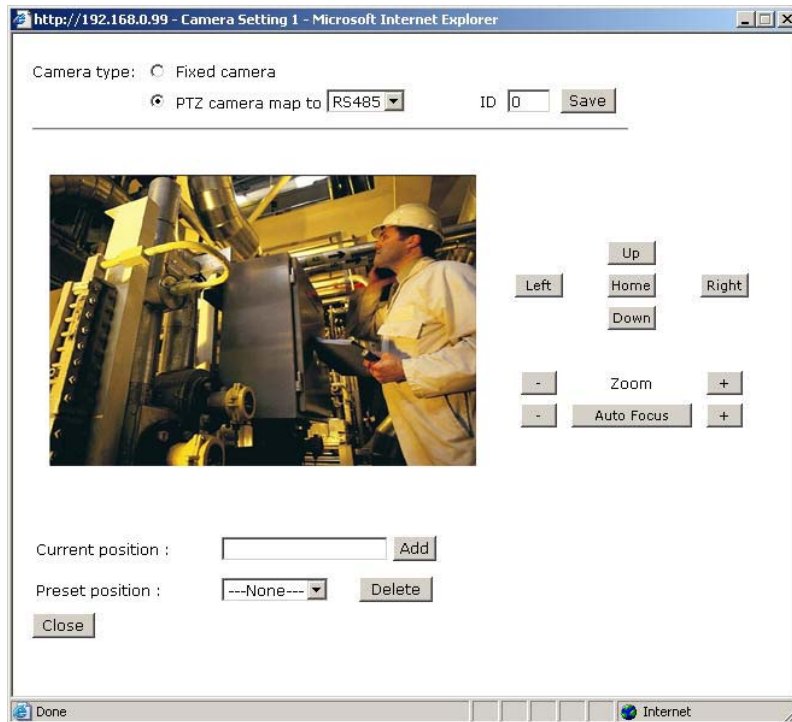 http://192.168.0.99 - Camera Setting 1 - Microsoft Internet Explorer
Camera type: Fixed camera
PTZ camera map to RS485 ID 0 Save
Up
Left Home Right
Down
- Zoom +
- Auto Focus +
Current position : Add
Preset position : ---None--- Delete
Close
Done Internet